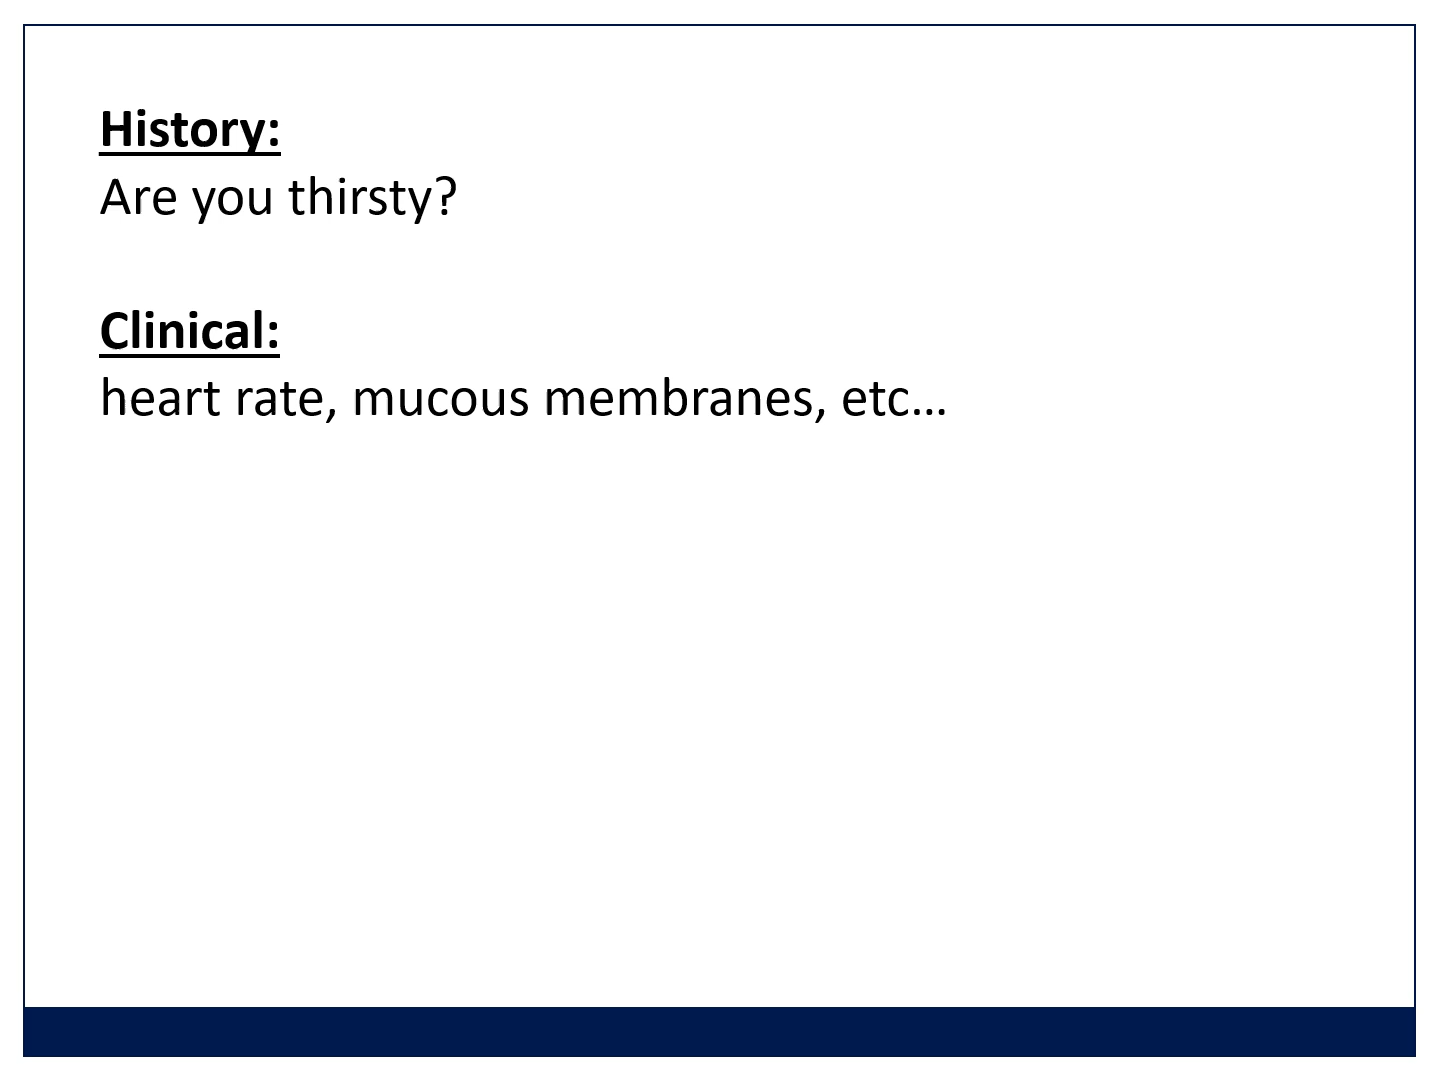 History:
Are you thirsty?
Clinical:
heart rate, mucous membranes, etc…